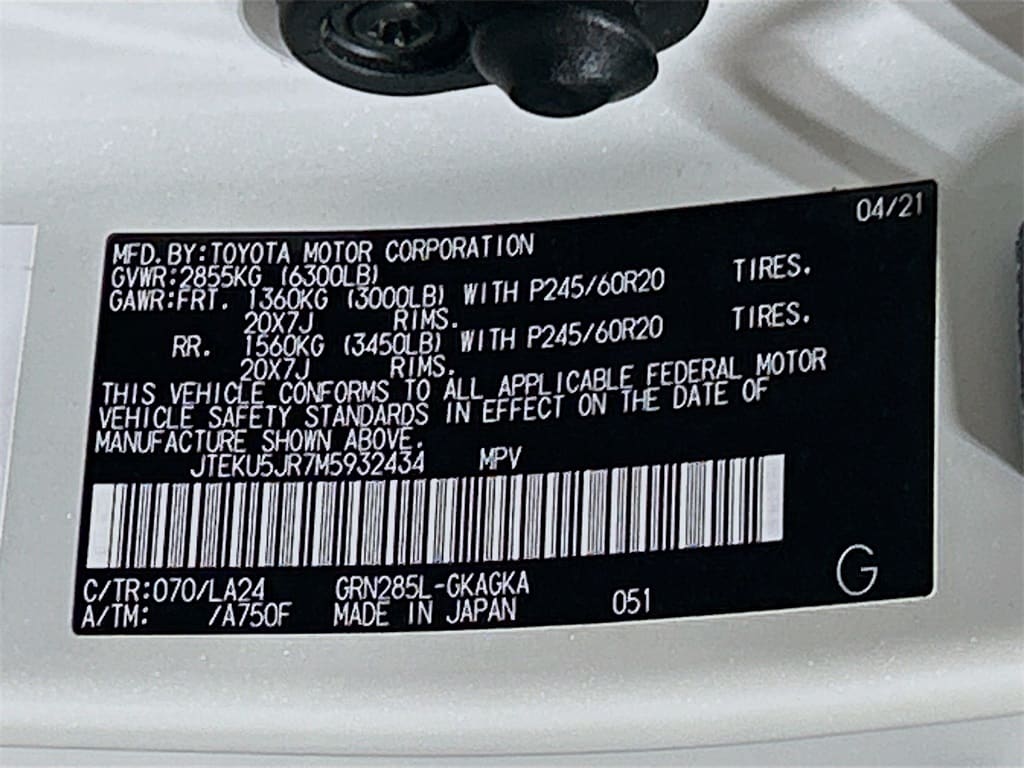 04/21
MFD.BY:TOYOTA MOTOR CORPORATION
GVWR:2855KG (6300LB)
GAWR:FRT. 1360KG (3000LB) WITH P245/60R20 TIRES.
20X7J RIMS.
RR. 1560KG (3450LB) WITH P245/60R20 TIRES.
20X7J RIMS.
THIS VEHICLE CONFORMS TO ALL APPLICABLE FEDERAL MOTOR
VEHICLE SAFETY STANDARDS IN EFFECT ON THE DATE OF
MANUFACTURE SHOWN ABOVE.
JTEKU5JR7M5932434 MPV
C/TR:070/LA24 GRN285L-GKAGKA
A/TM: /A750F MADE IN JAPAN 051
G